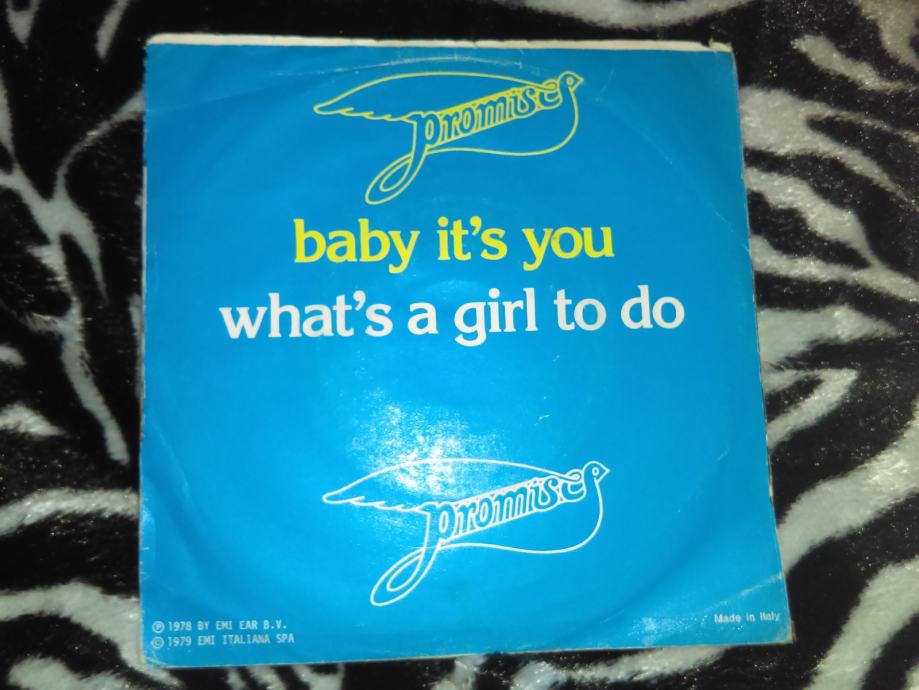 promises
baby it's you
what's a girl to do
promises
℗ 1978 BY EMI EAR B.V.
© 1979 EMI ITALIANA SPA
Made in Italy